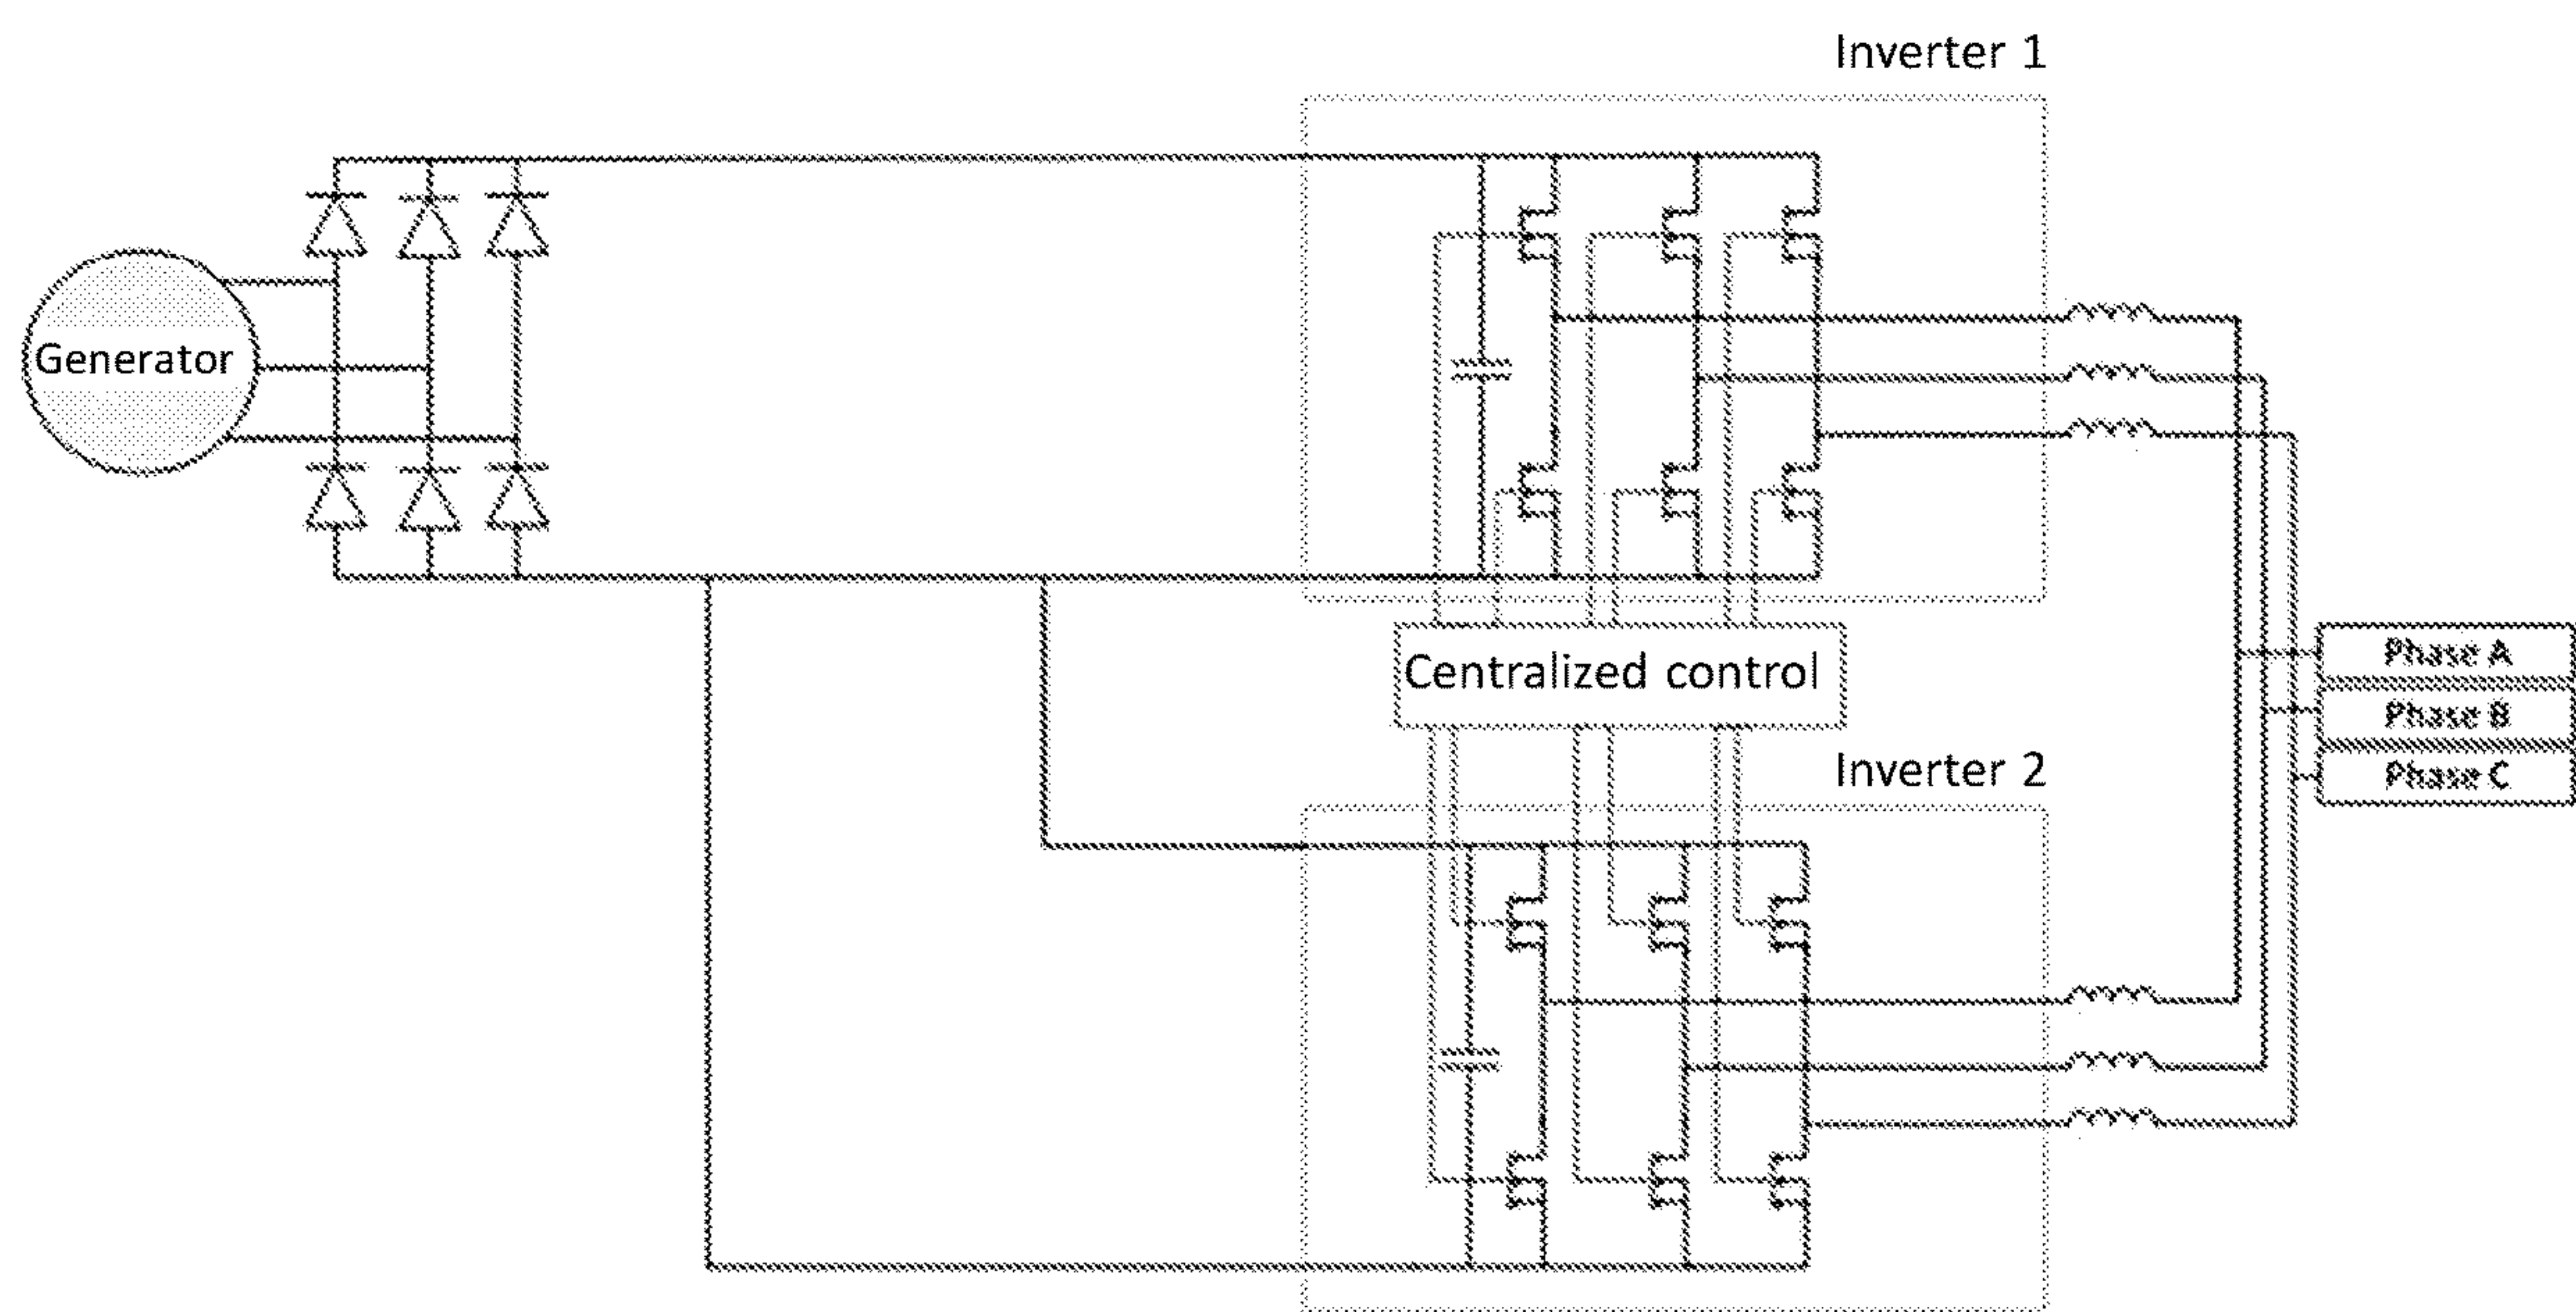 Inverter 1
Generator
Centralized control
Phase A
Phase B
Phase C
Inverter 2